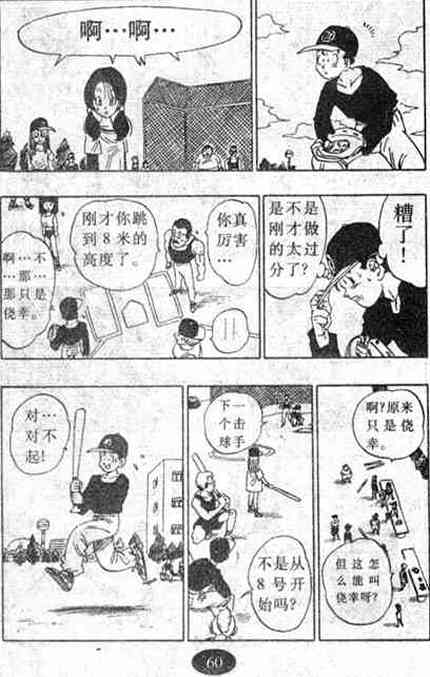 啊…啊…
糟了！
是不是
刚才做
的太过
分了？
你真
厉害
…
刚才你跳
到8米的
高度了。
！！
啊…不
…那…
那只是
侥幸。
啊?原来
只是侥
幸。
但这怎
么能叫
侥幸呀?
下一
个击
球手
不是从
8号开
始吗?
对…
对不
起!
60